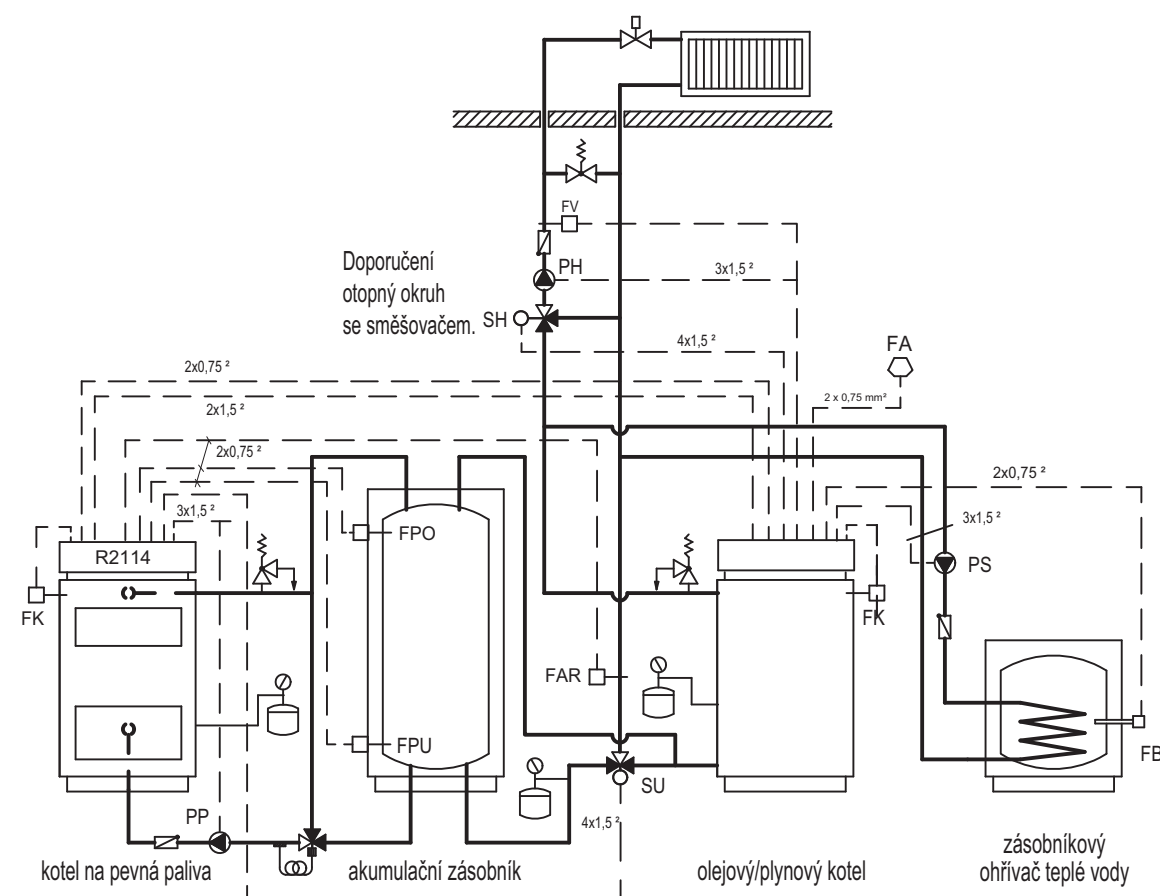 FV
Doporučení
otopný okruh
se směšovačem.
PH
3x1,5 ²
SH
4x1,5 ²
FA
2x0,75 ²
2 x 0,75 mm²
2x1,5 ²
2x0,75 ²
2x0,75 ²
3x1,5 ²
3x1,5 ²
R2114
FPO
PS
FK
FK
FAR
FPU
FB
SU
PP
4x1,5 ²
kotel na pevná paliva
akumulační zásobník
olejový/plynový kotel
zásobníkový
ohřívač teplé vody